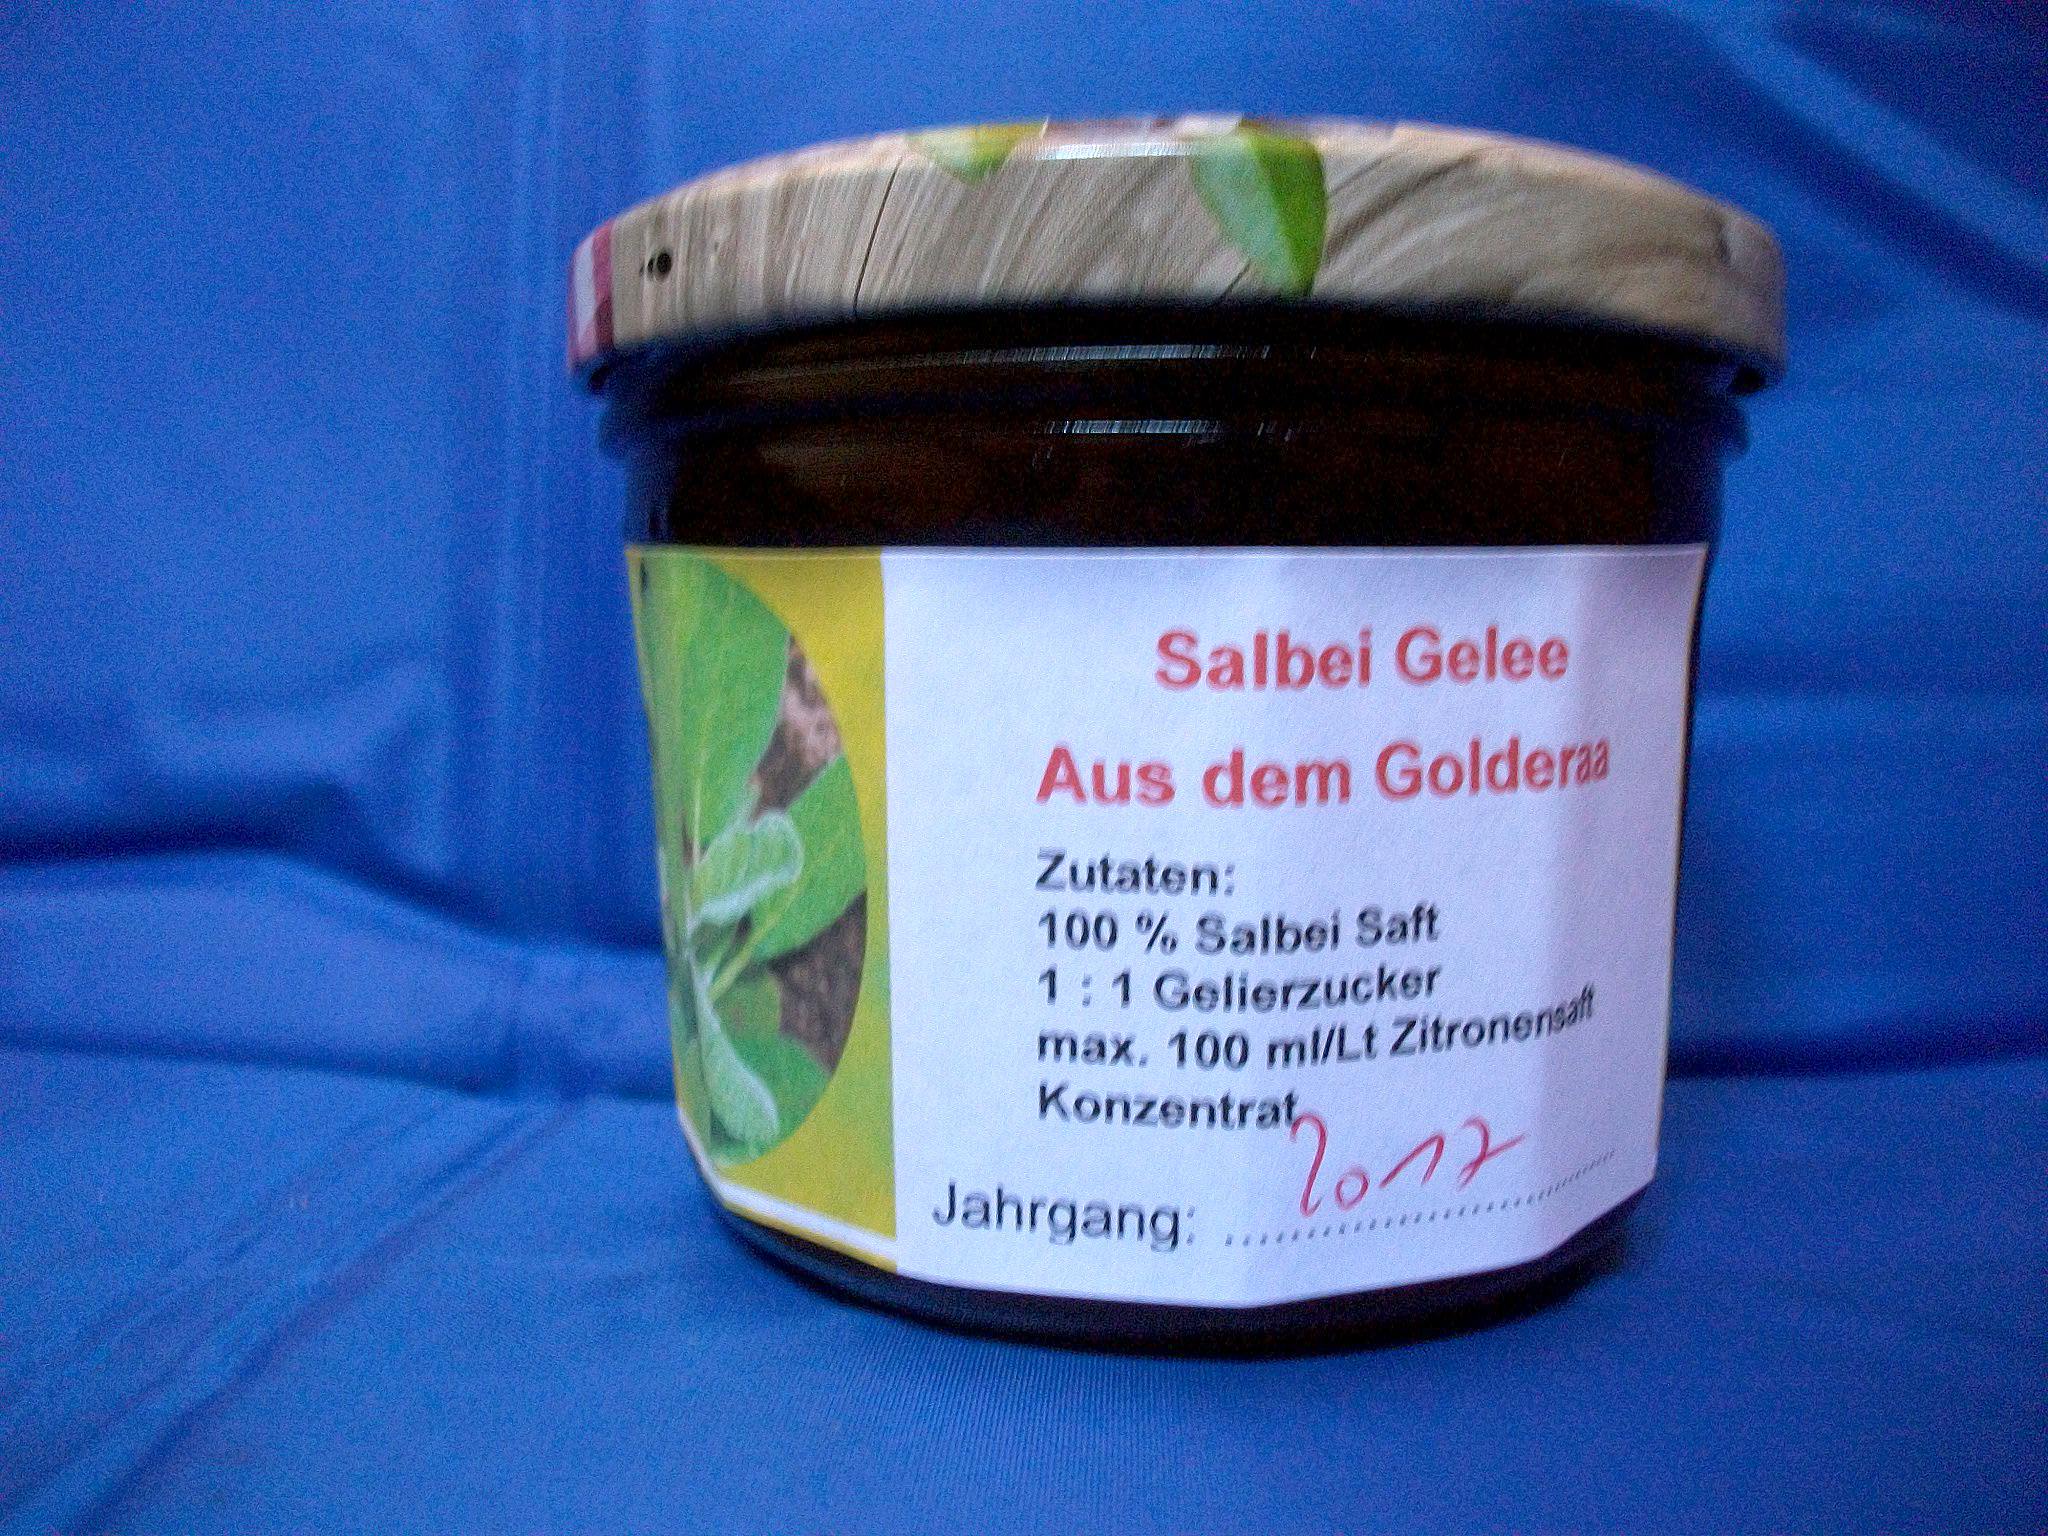 Salbei Gelee
Aus dem Golderaa
Zutaten:
100 % Salbei Saft
1 : 1 Gelierzucker
max. 100 ml/Lt Zitronensaft
Konzentrat
Jahrgang: 2017